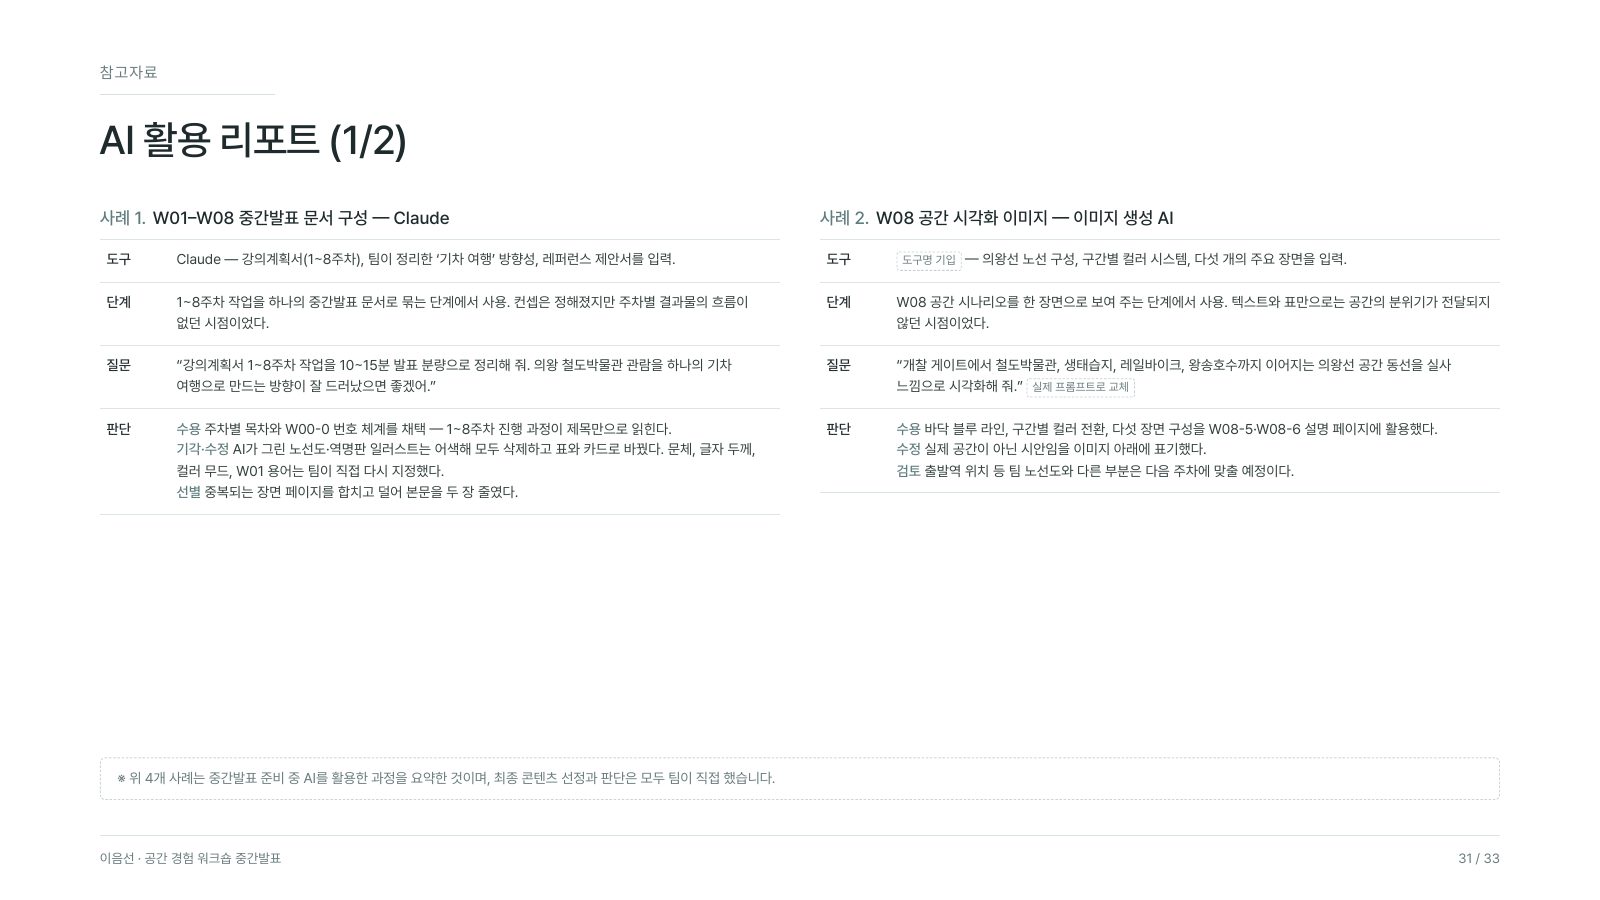 참고자료
AI 활용 리포트 (1/2)
사례 1. W01–W08 중간발표 문서 구성 — Claude
도구 Claude — 강의계획서(1~8주차), 팀이 정리한 ‘기차 여행’ 방향성, 레퍼런스 제안서를 입력.
단계 1~8주차 작업을 하나의 중간발표 문서로 묶는 단계에서 사용. 컨셉은 정해졌지만 주차별 결과물의 흐름이
없던 시점이었다.
질문 “강의계획서 1~8주차 작업을 10~15분 발표 분량으로 정리해 줘. 의왕 철도박물관 관람을 하나의 기차
여행으로 만드는 방향이 잘 드러났으면 좋겠어.”
판단 수용 주차별 목차와 W00-0 번호 체계를 채택 — 1~8주차 진행 과정이 제목만으로 읽힌다.
기각·수정 AI가 그린 노선도·역명판 일러스트는 어색해 모두 삭제하고 표와 카드로 바꿨다. 문체, 글자 두께,
컬러 무드, W01 용어는 팀이 직접 다시 지정했다.
선별 중복되는 장면 페이지를 합치고 덜어 본문을 두 장 줄였다.
사례 2. W08 공간 시각화 이미지 — 이미지 생성 AI
도구 도구명 기입 — 의왕선 노선 구성, 구간별 컬러 시스템, 다섯 개의 주요 장면을 입력.
단계 W08 공간 시나리오를 한 장면으로 보여 주는 단계에서 사용. 텍스트와 표만으로는 공간의 분위기가 전달되지
않던 시점이었다.
질문 “개찰 게이트에서 철도박물관, 생태습지, 레일바이크, 왕송호수까지 이어지는 의왕선 공간 동선을 실사
느낌으로 시각화해 줘.” 실제 프롬프트로 교체
판단 수용 바닥 블루 라인, 구간별 컬러 전환, 다섯 장면 구성을 W08-5·W08-6 설명 페이지에 활용했다.
수정 실제 공간이 아닌 시안임을 이미지 아래에 표기했다.
검토 출발역 위치 등 팀 노선도와 다른 부분은 다음 주차에 맞출 예정이다.
※ 위 4개 사례는 중간발표 준비 중 AI를 활용한 과정을 요약한 것이며, 최종 콘텐츠 선정과 판단은 모두 팀이 직접 했습니다.
이음선 · 공간 경험 워크숍 중간발표
31 / 33